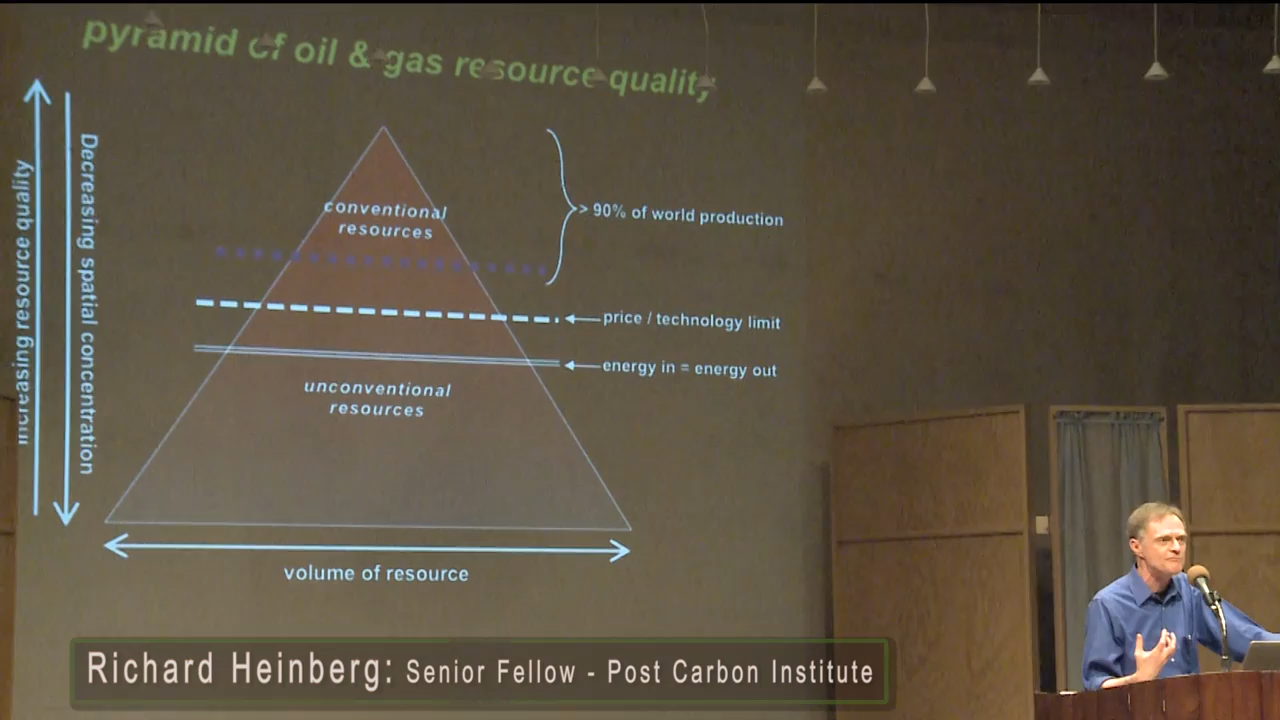 pyramid of oil & gas resource quality
Increasing resource quality
Decreasing spatial concentration
conventional
resources
> 90% of world production
price / technology limit
energy in = energy out
unconventional
resources
volume of resource
Richard Heinberg: Senior Fellow - Post Carbon Institute